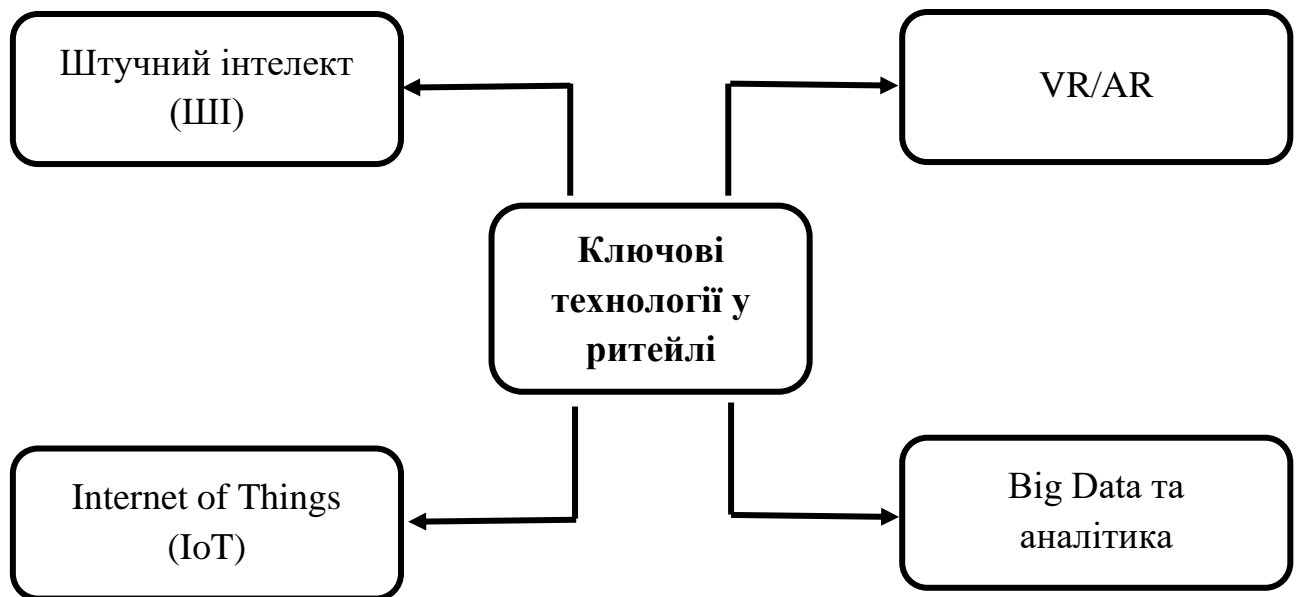 Штучний інтелект
(ШІ)
VR/AR
Ключові
технології у
ритейлі
Internet of Things
(IoT)
Big Data та
аналітика